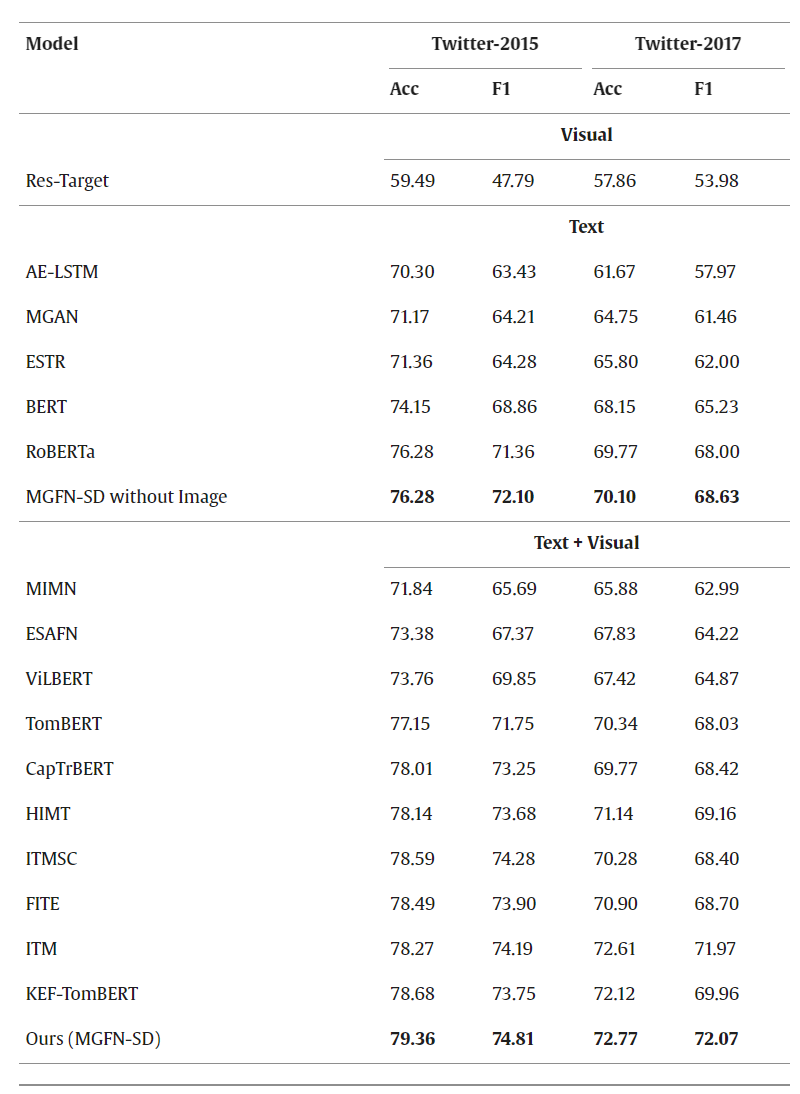 Model Twitter-2015 Twitter-2017
Acc F1 Acc F1
Visual
Res-Target 59.49 47.79 57.86 53.98
Text
AE-LSTM 70.30 63.43 61.67 57.97
MGAN 71.17 64.21 64.75 61.46
ESTR 71.36 64.28 65.80 62.00
BERT 74.15 68.86 68.15 65.23
RoBERTa 76.28 71.36 69.77 68.00
MGFN-SD without Image 76.28 72.10 70.10 68.63
Text + Visual
MIMN 71.84 65.69 65.88 62.99
ESAFN 73.38 67.37 67.83 64.22
ViLBERT 73.76 69.85 67.42 64.87
TomBERT 77.15 71.75 70.34 68.03
CapTrBERT 78.01 73.25 69.77 68.42
HIMT 78.14 73.68 71.14 69.16
ITMSC 78.59 74.28 70.28 68.40
FITE 78.49 73.90 70.90 68.70
ITM 78.27 74.19 72.61 71.97
KEF-TomBERT 78.68 73.75 72.12 69.96
Ours (MGFN-SD) 79.36 74.81 72.77 72.07